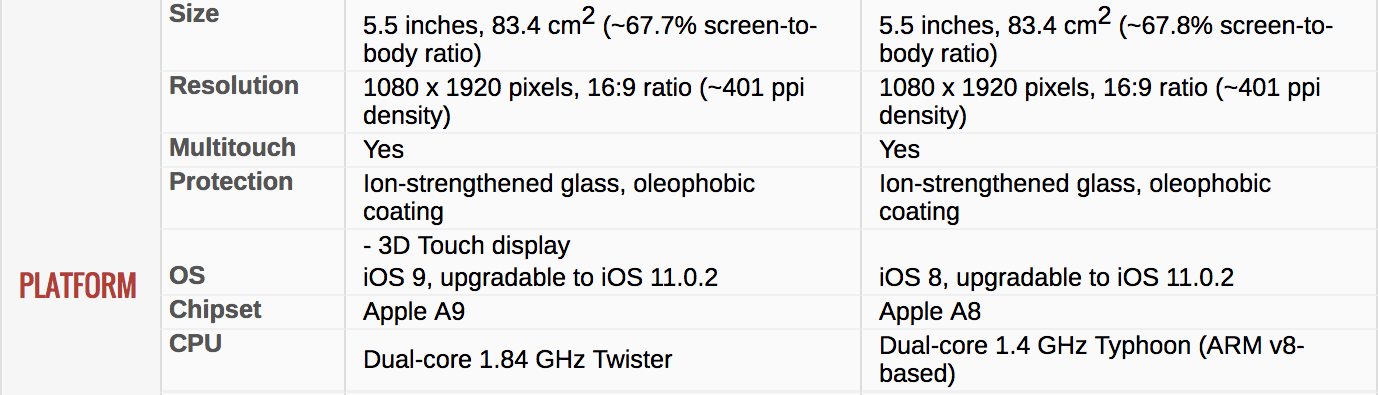 Size
5.5 inches, 83.4 cm2 (~67.7% screen-to-
body ratio)
5.5 inches, 83.4 cm2 (~67.8% screen-to-
body ratio)
Resolution
1080 x 1920 pixels, 16:9 ratio (~401 ppi
density)
1080 x 1920 pixels, 16:9 ratio (~401 ppi
density)
Multitouch
Yes
Yes
Protection
Ion-strengthened glass, oleophobic
coating
Ion-strengthened glass, oleophobic
coating
- 3D Touch display
PLATFORM
OS
iOS 9, upgradable to iOS 11.0.2
iOS 8, upgradable to iOS 11.0.2
Chipset
Apple A9
Apple A8
CPU
Dual-core 1.84 GHz Twister
Dual-core 1.4 GHz Typhoon (ARM v8-
based)